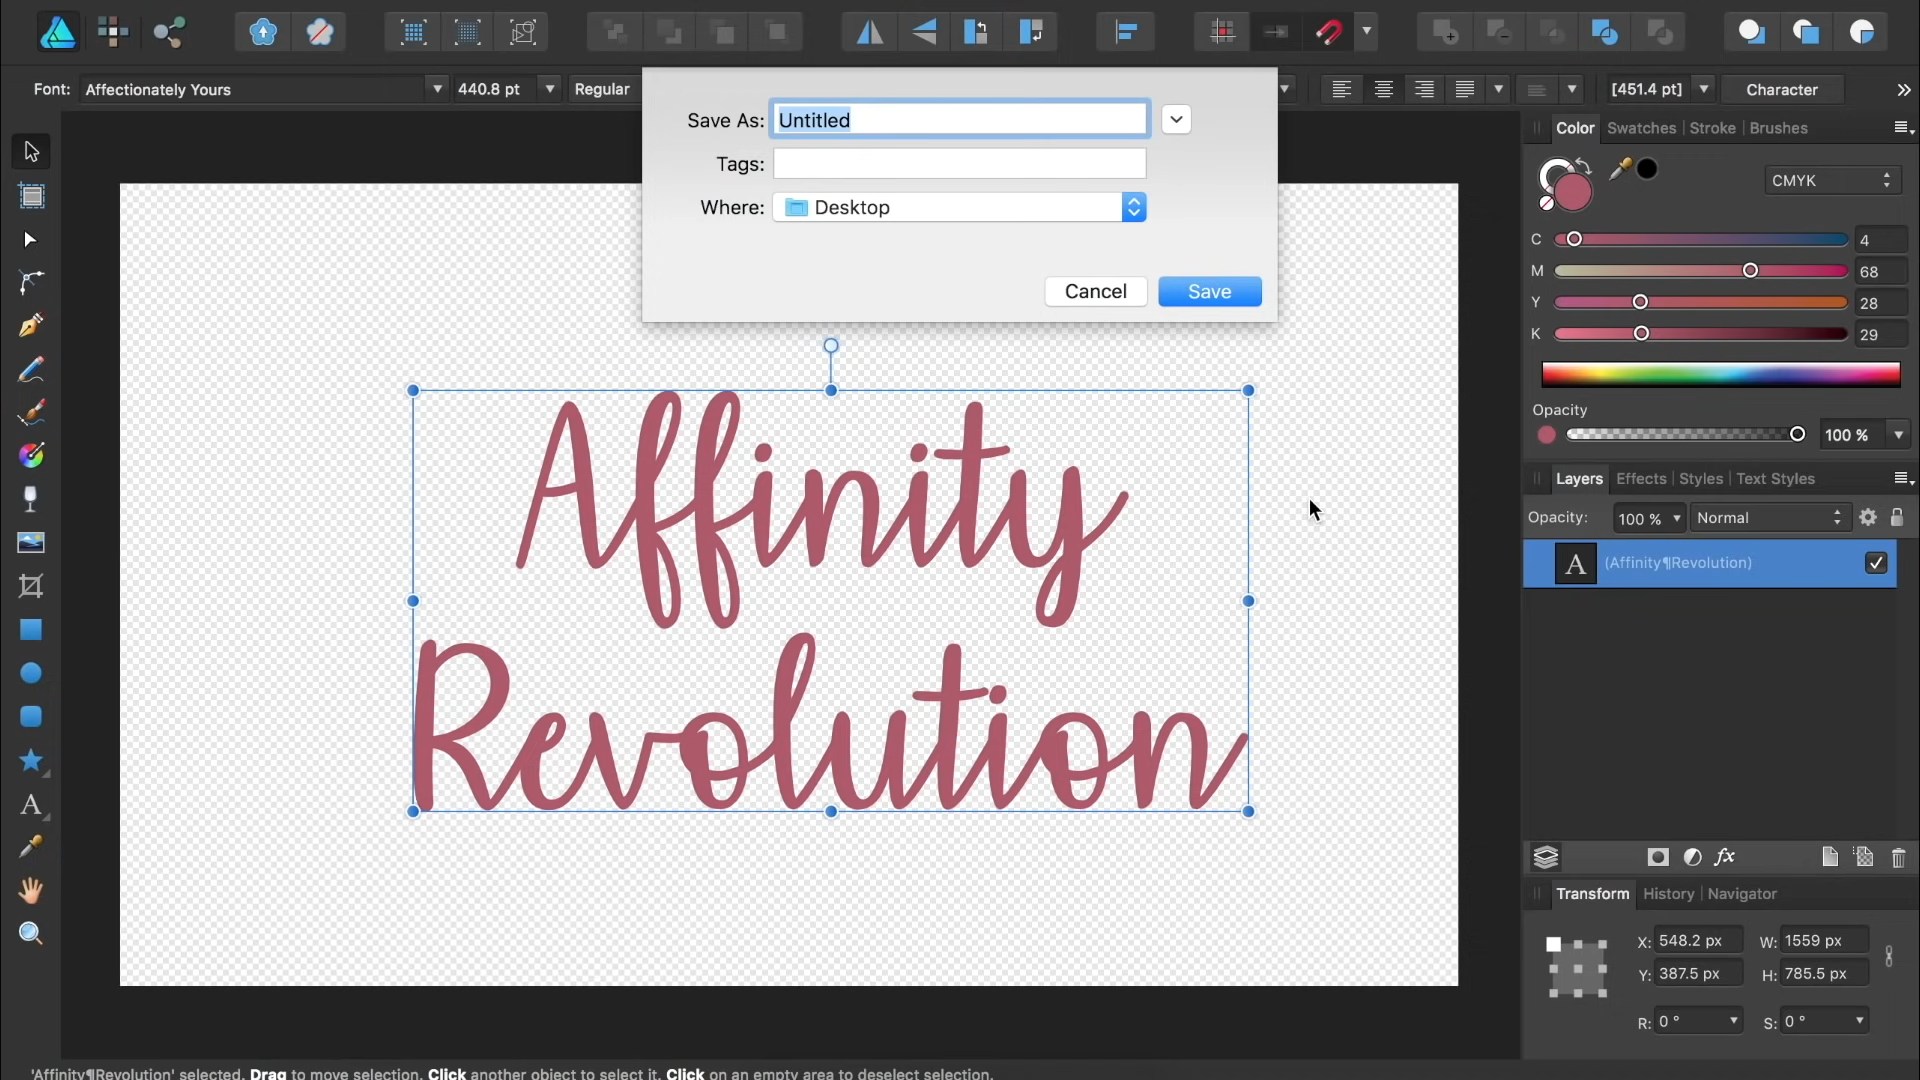 Font: Affectionately Yours 440.8 pt Regular [451.4 pt] Character
Save As: Untitled
Tags:
Where: Desktop
Cancel Save
Affinity
Revolution
Color Swatches Stroke Brushes
CMYK
C 4
M 68
Y 28
K 29
Opacity
100 %
Layers Effects Styles Text Styles
Opacity: 100 % Normal
A (Affinity¶Revolution)
fx
Transform History Navigator
X: 548.2 px W: 1559 px
Y: 387.5 px H: 785.5 px
R: 0 ° S: 0 °
'Affinity¶Revolution' selected. Drag to move selection. Click another object to select it. Click on an empty area to deselect selection.